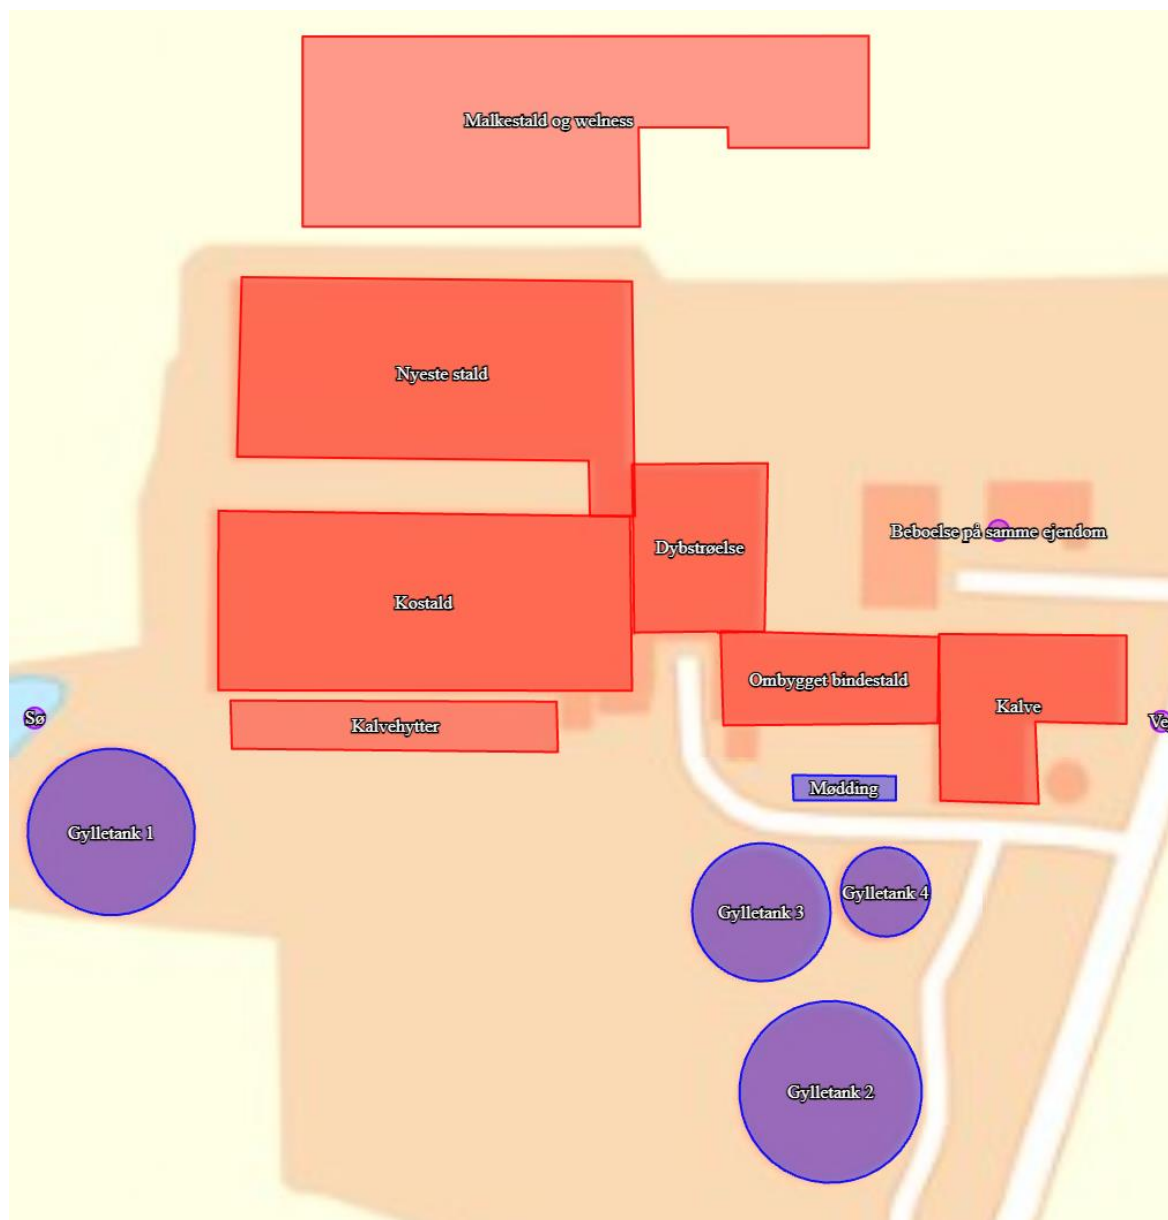 Malkestald og welness
Nyeste stald
Beboelse på samme ejendom
Dybstrøelse
Kostald
Ombygget bindestald
Kalve
Sø
Kalvehytter
Ve
Mødding
Gylletank 1
Gylletank 4
Gylletank 3
Gylletank 2